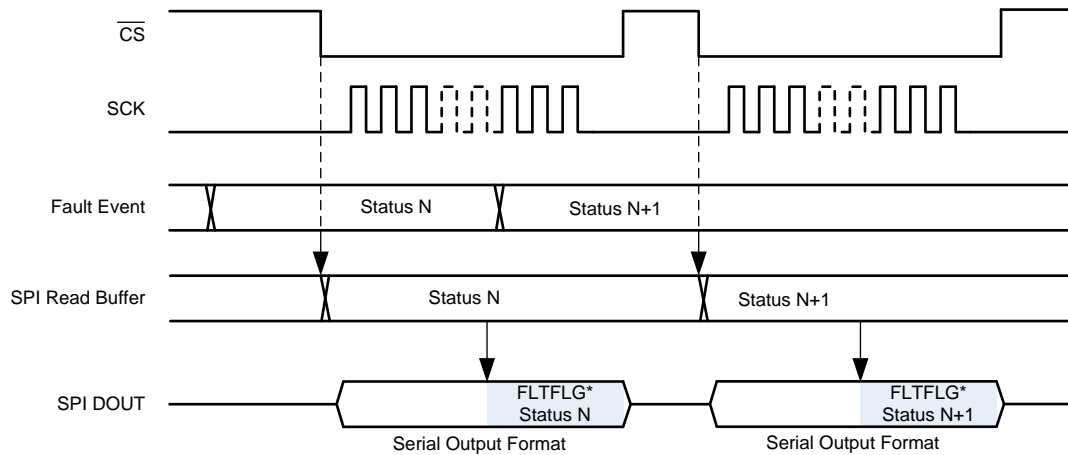 C̅S̅
SCK
Fault Event
Status N
Status N+1
SPI Read Buffer
Status N
Status N+1
SPI DOUT
FLTFLG*
Status N
FLTFLG*
Status N+1
Serial Output Format
Serial Output Format